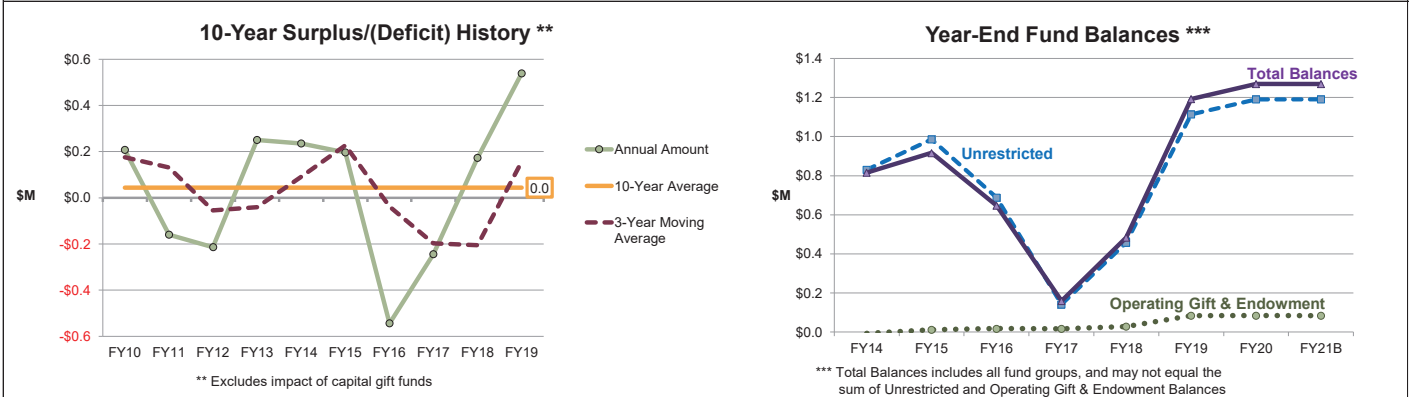 10-Year Surplus/(Deficit) History **
$0.6
$0.4
$0.2
$0.0
-$0.2
-$0.4
-$0.6
$M
0.0
FY10 FY11 FY12 FY13 FY14 FY15 FY16 FY17 FY18 FY19
Annual Amount
10-Year Average
3-Year Moving
Average
** Excludes impact of capital gift funds
Year-End Fund Balances ***
$1.4
$1.2
$1.0
$0.8
$0.6
$0.4
$0.2
$0.0
$M
Total Balances
Unrestricted
Operating Gift & Endowment
FY14 FY15 FY16 FY17 FY18 FY19 FY20 FY21B
*** Total Balances includes all fund groups, and may not equal the
sum of Unrestricted and Operating Gift & Endowment Balances